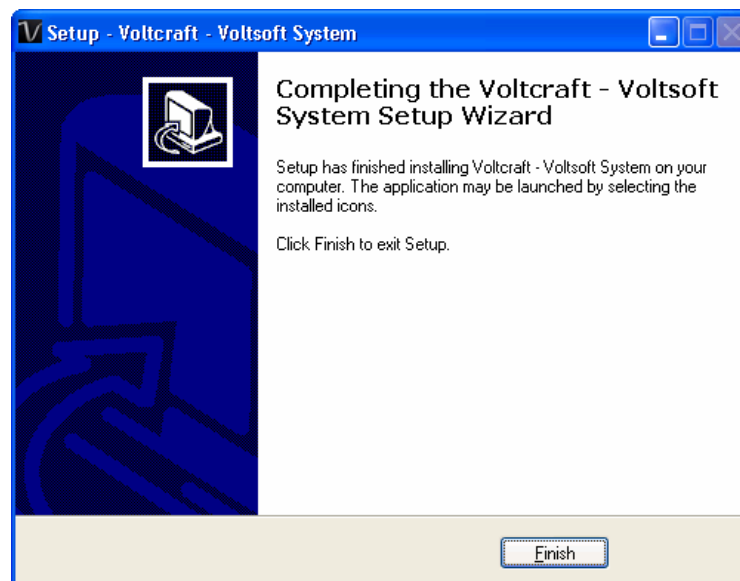 Setup - Voltcraft - Voltsoft System
Completing the Voltcraft - Voltsoft
System Setup Wizard
Setup has finished installing Voltcraft - Voltsoft System on your
computer. The application may be launched by selecting the
installed icons.
Click Finish to exit Setup.
Finish